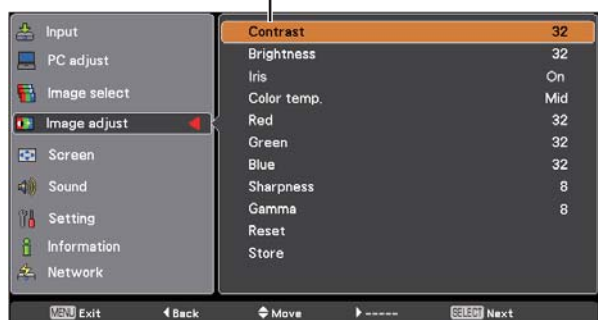 Input
PC adjust
Image select
Image adjust
Screen
Sound
Setting
Information
Network
Contrast 32
Brightness 32
Iris On
Color temp. Mid
Red 32
Green 32
Blue 32
Sharpness 8
Gamma 8
Reset
Store
MENU Exit Back Move ----- SELECT Next